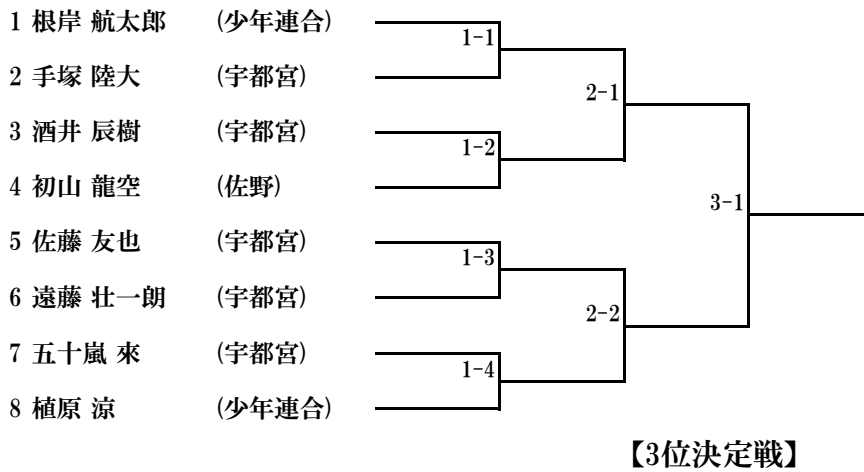 1 根岸 航太郎 (少年連合)
1-1
2 手塚 陸大 (宇都宮)
2-1
3 酒井 辰樹 (宇都宮)
1-2
4 初山 龍空 (佐野)
3-1
5 佐藤 友也 (宇都宮)
1-3
6 遠藤 壮一朗 (宇都宮)
2-2
7 五十嵐 來 (宇都宮)
1-4
8 植原 涼 (少年連合)
【3位決定戦】